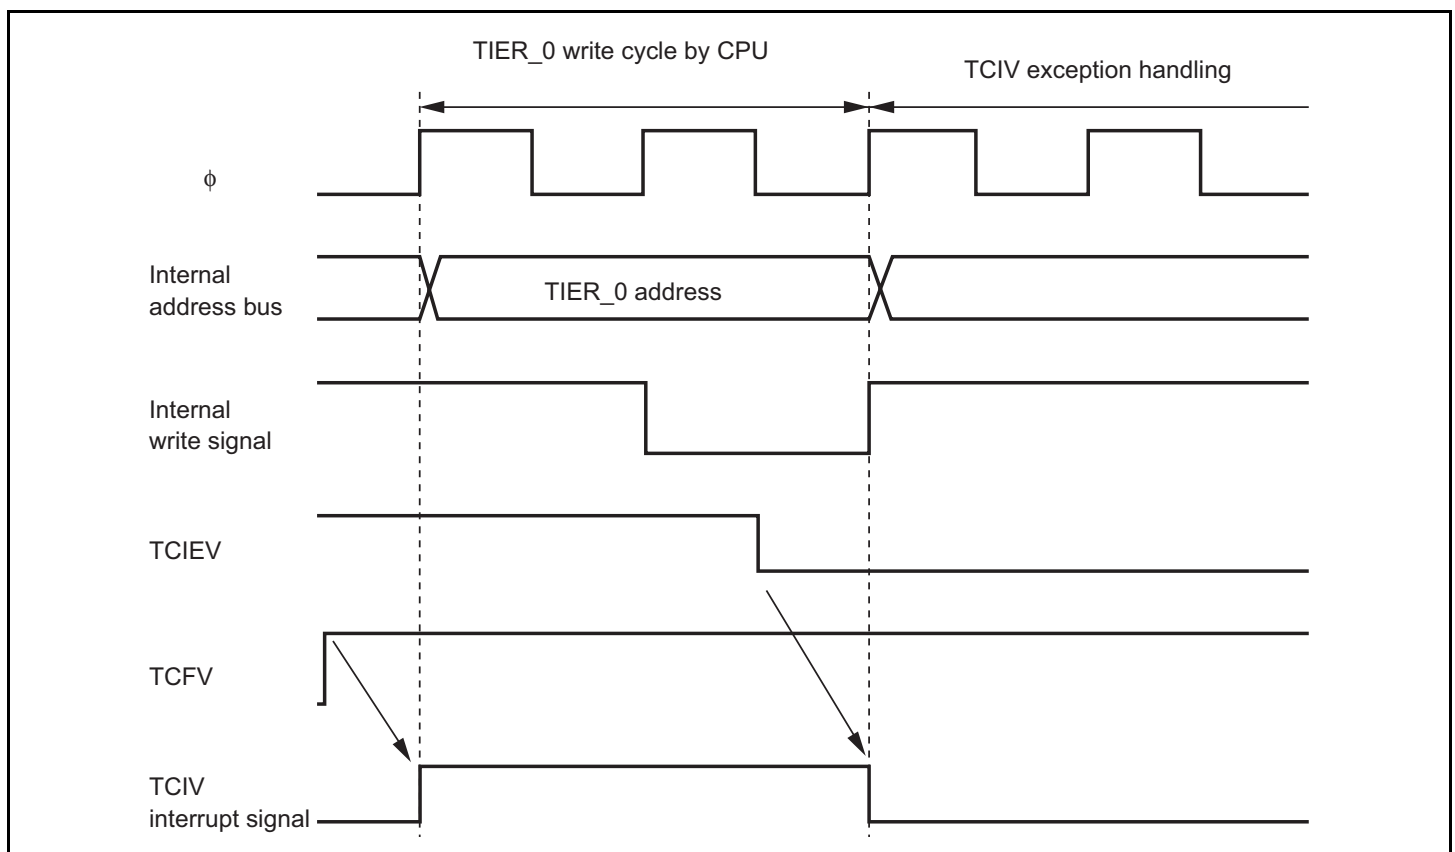 TIER_0 write cycle by CPU
TCIV exception handling
ϕ
Internal
address bus
TIER_0 address
Internal
write signal
TCIEV
TCFV
TCIV
interrupt signal